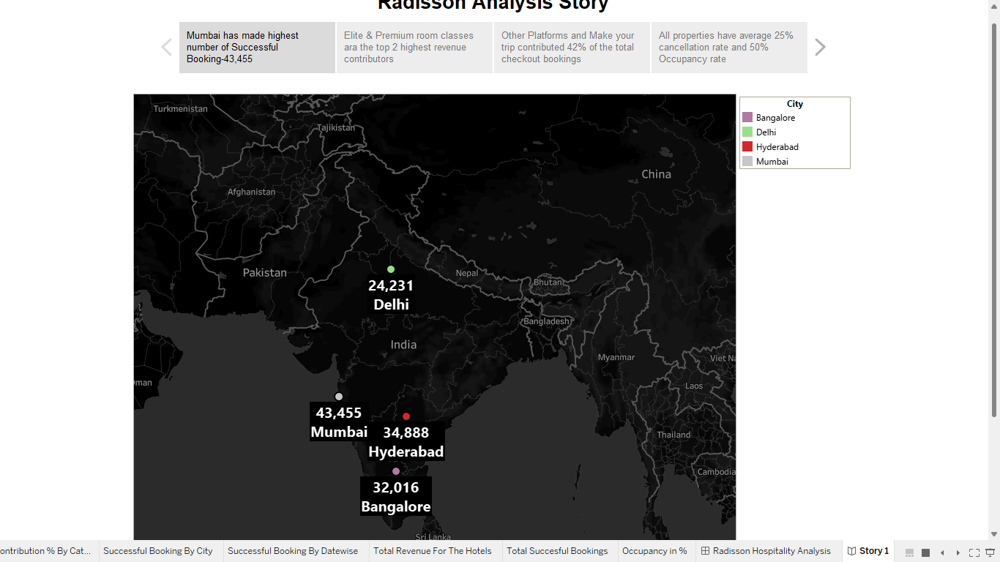 Radisson Analysis Story
Mumbai has made highest
number of Successful
Booking-43,455
Elite & Premium room classes
ara the top 2 highest revenue
contributors
Other Platforms and Make your
trip contributed 42% of the total
checkout bookings
All properties have average 25%
cancellation rate and 50%
Occupancy rate
City
Bangalore
Delhi
Hyderabad
Mumbai
Turkmenistan
Tajikistan
China
Afghanistan
Pakistan
Nepal
Bhutan
24,231
Delhi
Bangladesh
India
Myanmar
Viet Na
man
Laos
43,455
Mumbai
34,888
Hyderabad
Thailand
Cambodia
32,016
Bangalore
Sri Lanka
ontribution % By Cat...
Successful Booking By City
Successful Booking By Datewise
Total Revenue For The Hotels
Total Succesful Bookings
Occupancy in %
Radisson Hospitality Analysis
Story 1